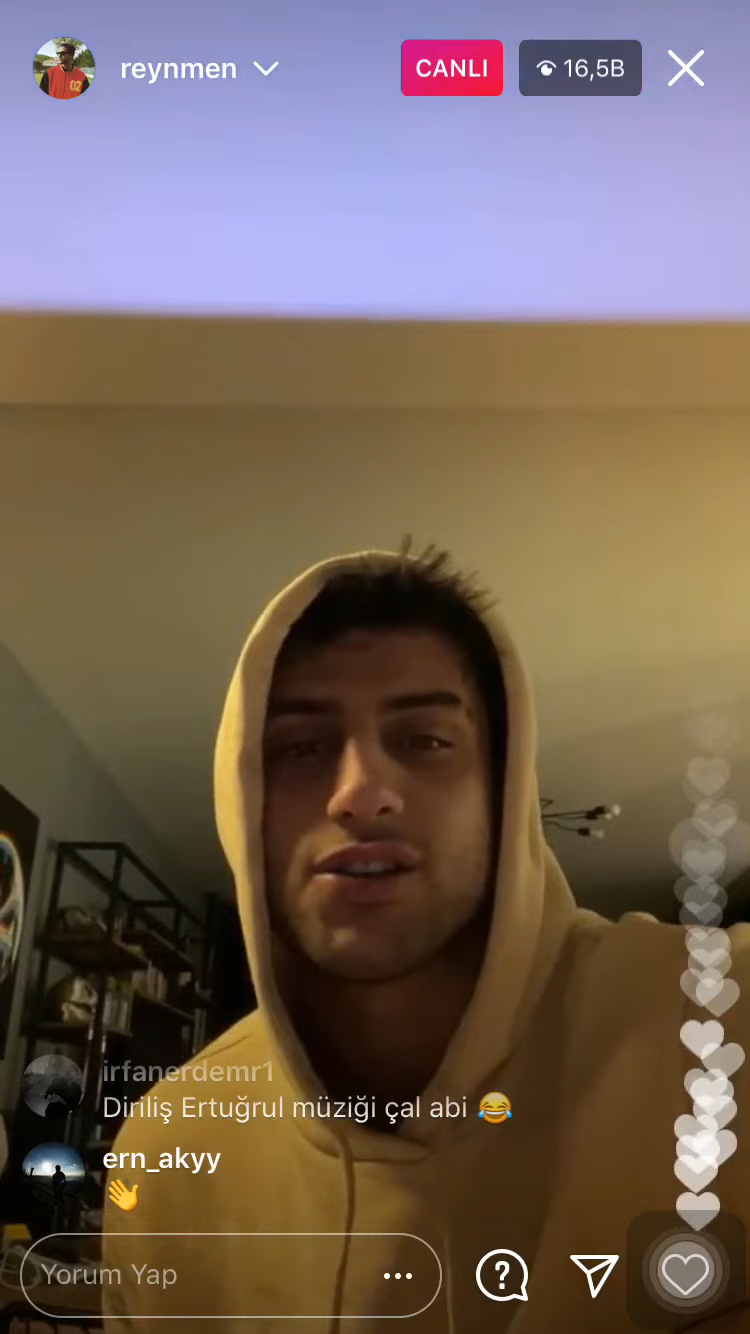 reynmen
CANLI
16,5B
irfanerdemr1
Diriliş Ertuğrul müziği çal abi 😂
ern_akyy
👋
Yorum Yap